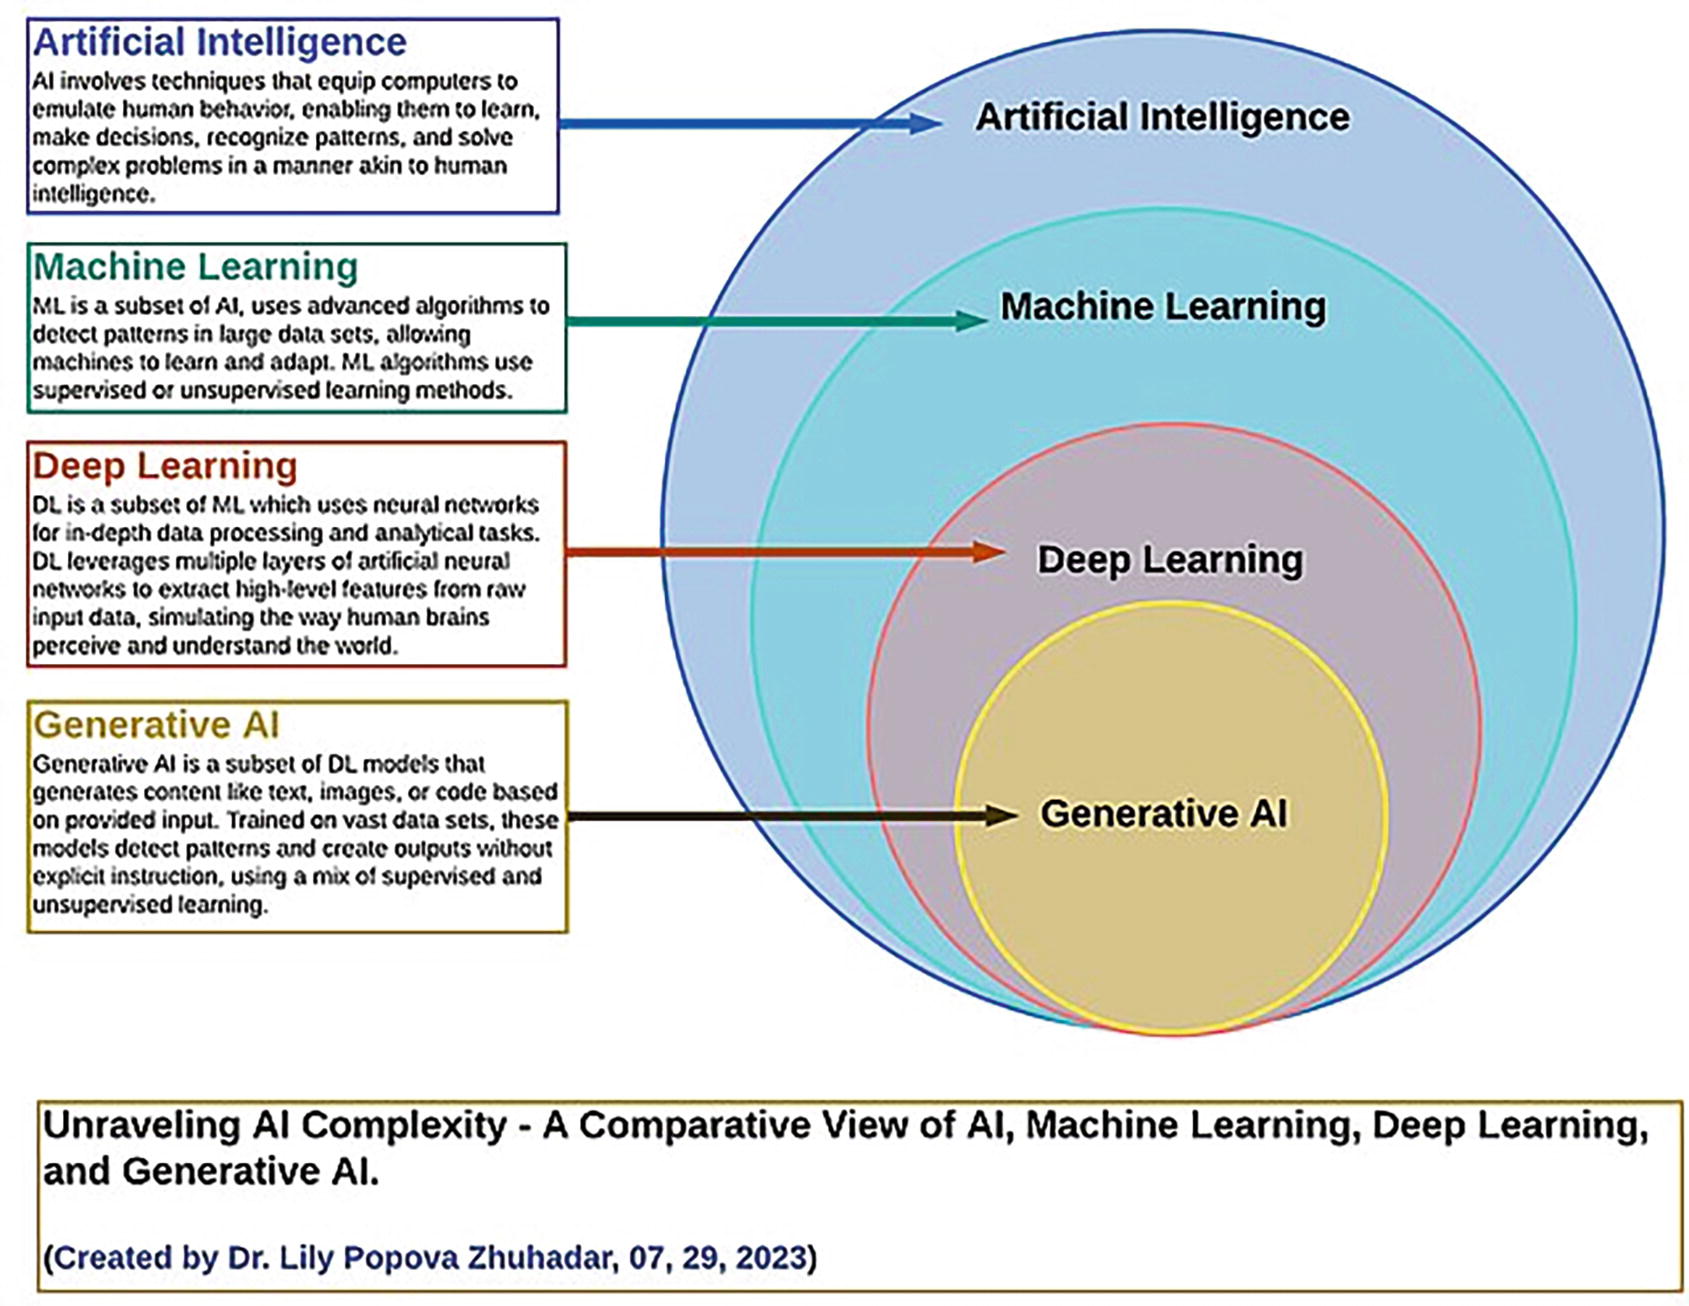 Artificial Intelligence
AI involves techniques that equip computers to
emulate human behavior, enabling them to learn,
make decisions, recognize patterns, and solve
complex problems in a manner akin to human
intelligence.
Machine Learning
ML is a subset of AI, uses advanced algorithms to
detect patterns in large data sets, allowing
machines to learn and adapt. ML algorithms use
supervised or unsupervised learning methods.
Deep Learning
DL is a subset of ML which uses neural networks
for in-depth data processing and analytical tasks.
DL leverages multiple layers of artificial neural
networks to extract high-level features from raw
input data, simulating the way human brains
perceive and understand the world.
Generative AI
Generative AI is a subset of DL models that
generates content like text, images, or code based
on provided input. Trained on vast data sets, these
models detect patterns and create outputs without
explicit instruction, using a mix of supervised and
unsupervised learning.
Artificial Intelligence
Machine Learning
Deep Learning
Generative AI
Unraveling AI Complexity - A Comparative View of AI, Machine Learning, Deep Learning,
and Generative AI.
(Created by Dr. Lily Popova Zhuhadar, 07, 29, 2023)